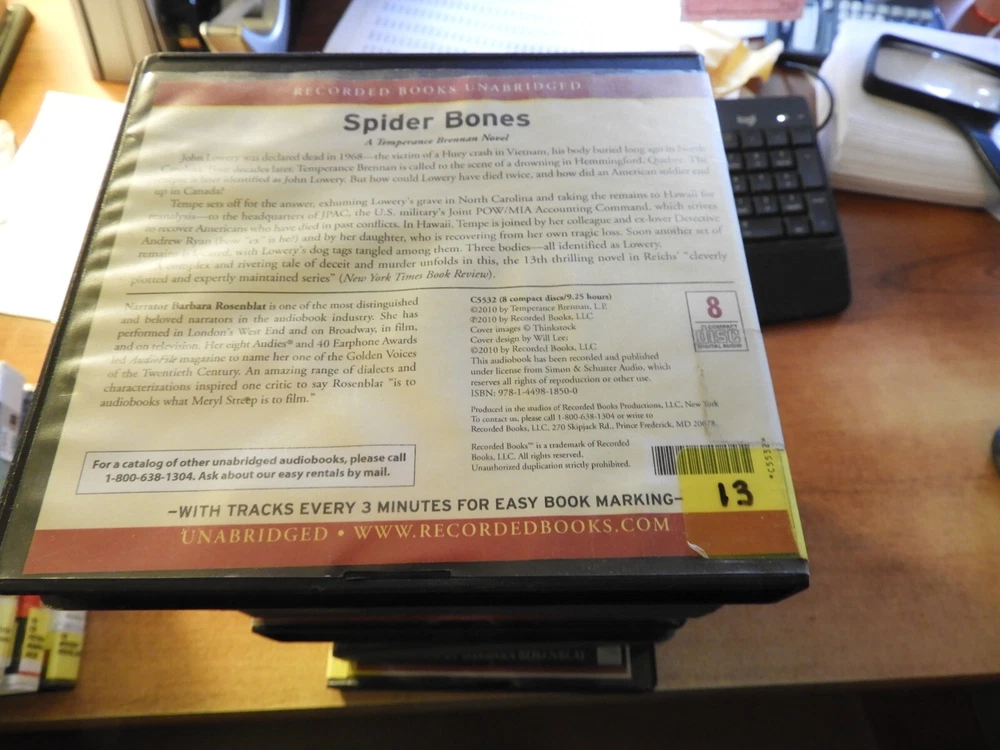 RECORDED BOOKS UNABRIDGED
Spider Bones
A Temperance Brennan Novel
John Lowery was declared dead in 1968—the victim of a Huey crash in Vietnam, his body buried long ago in North
Carolina. Four decades later, Temperance Brennan is called to the scene of a drowning in Hemmingford, Quebec. The
is later identified as John Lowery. But how could Lowery have died twice, and how did an American soldier end
up in Canada?
Tempe sets off for the answer, exhuming Lowery's grave in North Carolina and taking the remains to Hawaii for
reanalysis—to the headquarters of JPAC, the U.S. military's Joint POW/MIA Accounting Command, which strives
to recover Americans who have died in past conflicts. In Hawaii, Tempe is joined by her colleague and ex-lover Detective
Andrew Ryan (how "ex" is he?) and by her daughter, who is recovering from her own tragic loss. Soon another set of
remains is located, with Lowery's dog tags tangled among them. Three bodies—all identified as Lowery.
A complex and riveting tale of deceit and murder unfolds in this, the 13th thrilling novel in Reichs' "cleverly
plotted and expertly maintained series" (New York Times Book Review).
Narrator Barbara Rosenblat is one of the most distinguished
and beloved narrators in the audiobook industry. She has
performed in London's West End and on Broadway, in film,
and on television. Her eight Audies® and 40 Earphone Awards
led AudioFile magazine to name her one of the Golden Voices
of the Twentieth Century. An amazing range of dialects and
characterizations inspired one critic to say Rosenblat "is to
audiobooks what Meryl Streep is to film."
For a catalog of other unabridged audiobooks, please call
1-800-638-1304. Ask about our easy rentals by mail.
C5532 (8 compact discs/9.25 hours)
©2010 by Temperance Brennan, L.P.
℗2010 by Recorded Books, LLC
Cover images © Thinkstock
Cover design by Will Lee:
©2010 by Recorded Books, LLC
This audiobook has been recorded and published
under license from Simon & Schuster Audio, which
reserves all rights of reproduction or other use.
ISBN: 978-1-4498-1850-0
Produced in the studios of Recorded Books Productions, LLC, New York
To contact us, please call 1-800-638-1304 or write to
Recorded Books, LLC, 270 Skipjack Rd., Prince Frederick, MD 20678.
Recorded Books™ is a trademark of Recorded
Books, LLC. All rights reserved.
Unauthorized duplication strictly prohibited.
8
COMPACT
disc
DIGITAL AUDIO
*C5532*
13
–WITH TRACKS EVERY 3 MINUTES FOR EASY BOOK MARKING–
UNABRIDGED • WWW.RECORDEDBOOKS.COM